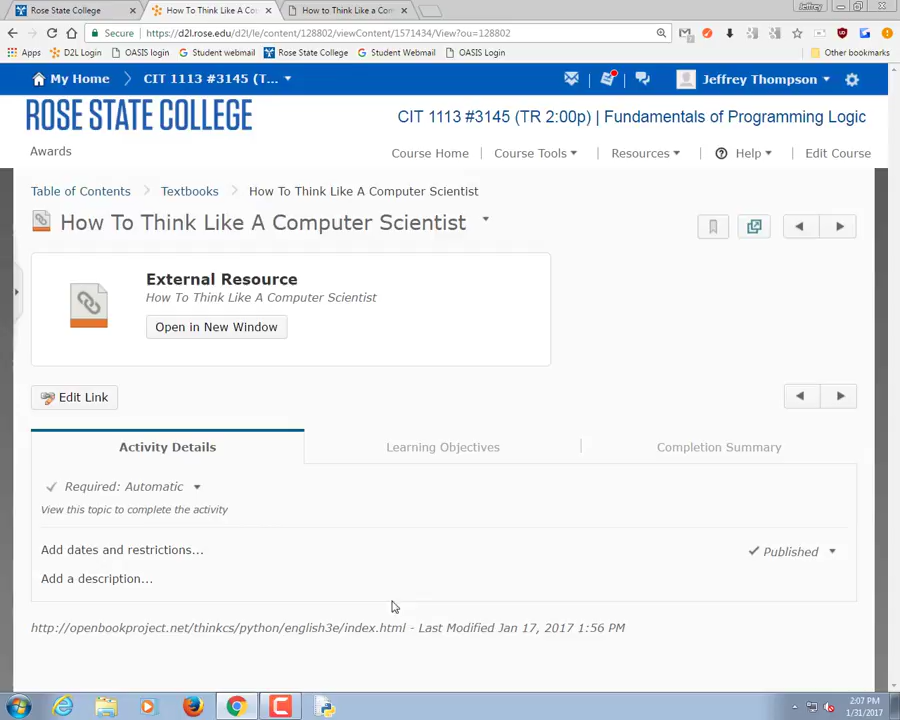 Jeffrey
Rose State College
How To Think Like A Co
How to Think Like a Com
Secure
https://d2l.rose.edu/d2l/le/content/128802/viewContent/1571434/View?ou=128802
Apps
D2L Login
OASIS login
Student webmail
Rose State College
Student Webmail
OASIS Login
Other bookmarks
My Home
CIT 1113 #3145 (T...
Jeffrey Thompson
ROSE STATE COLLEGE
CIT 1113 #3145 (TR 2:00p) | Fundamentals of Programming Logic
Awards
Course Home
Course Tools
Resources
Help
Edit Course
Table of Contents
Textbooks
How To Think Like A Computer Scientist
How To Think Like A Computer Scientist
External Resource
How To Think Like A Computer Scientist
Open in New Window
Edit Link
Activity Details
Learning Objectives
Completion Summary
Required: Automatic
View this topic to complete the activity
Add dates and restrictions...
Published
Add a description...
http://openbookproject.net/thinkcs/python/english3e/index.html - Last Modified Jan 17, 2017 1:56 PM
2:07 PM
1/31/2017